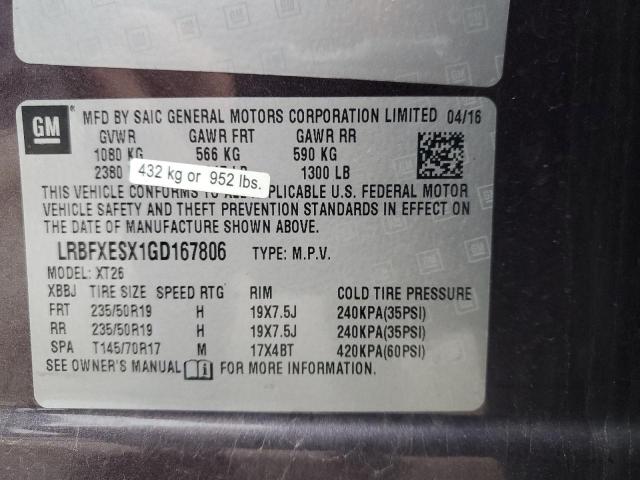 GM
MFD BY SAIC GENERAL MOTORS CORPORATION LIMITED 04/16
GVWR GAWR FRT GAWR RR
1080 KG 566 KG 590 KG
2380 LB 1300 LB
432 kg or 952 lbs.
THIS VEHICLE CONFORMS TO ALL APPLICABLE U.S. FEDERAL MOTOR
VEHICLE SAFETY AND THEFT PREVENTION STANDARDS IN EFFECT ON
THE DATE OF MANUFACTURE SHOWN ABOVE.
LRBFXESX1GD167806 TYPE: M.P.V.
MODEL: XT26
XBBJ TIRE SIZE SPEED RTG RIM COLD TIRE PRESSURE
FRT 235/50R19 H 19X7.5J 240KPA(35PSI)
RR 235/50R19 H 19X7.5J 240KPA(35PSI)
SPA T145/70R17 M 17X4BT 420KPA(60PSI)
SEE OWNER'S MANUAL FOR MORE INFORMATION.